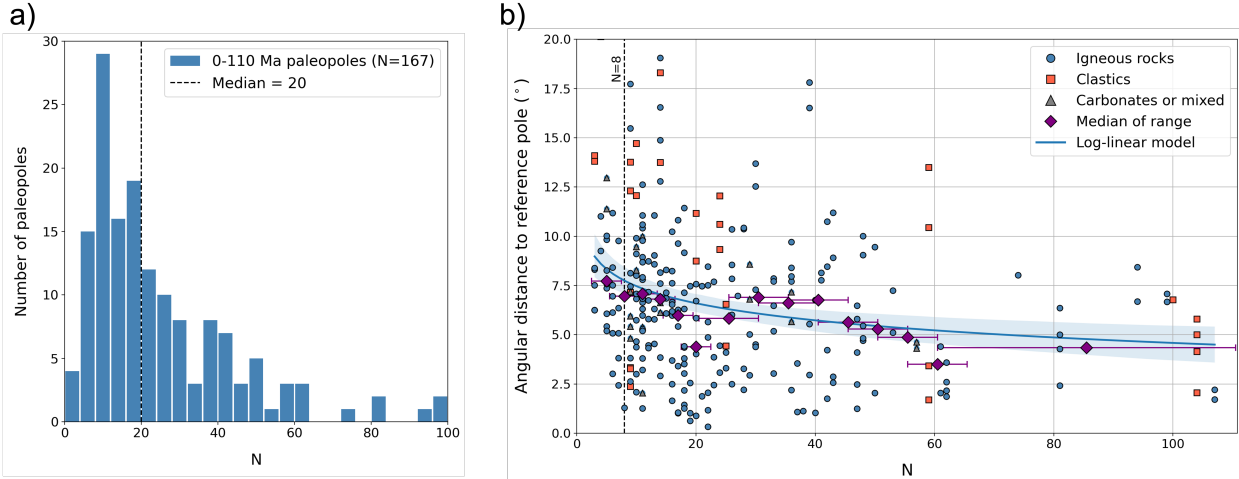 a)
Number of paleopoles
30
25
20
15
10
5
0
0 20 40 60 80 100
N
0-110 Ma paleopoles (N=167)
Median = 20
b)
Angular distance to reference pole (°)
20.0
17.5
15.0
12.5
10.0
7.5
5.0
2.5
0.0
0 20 40 60 80 100
N
N=8
Igneous rocks
Clastics
Carbonates or mixed
Median of range
Log-linear model